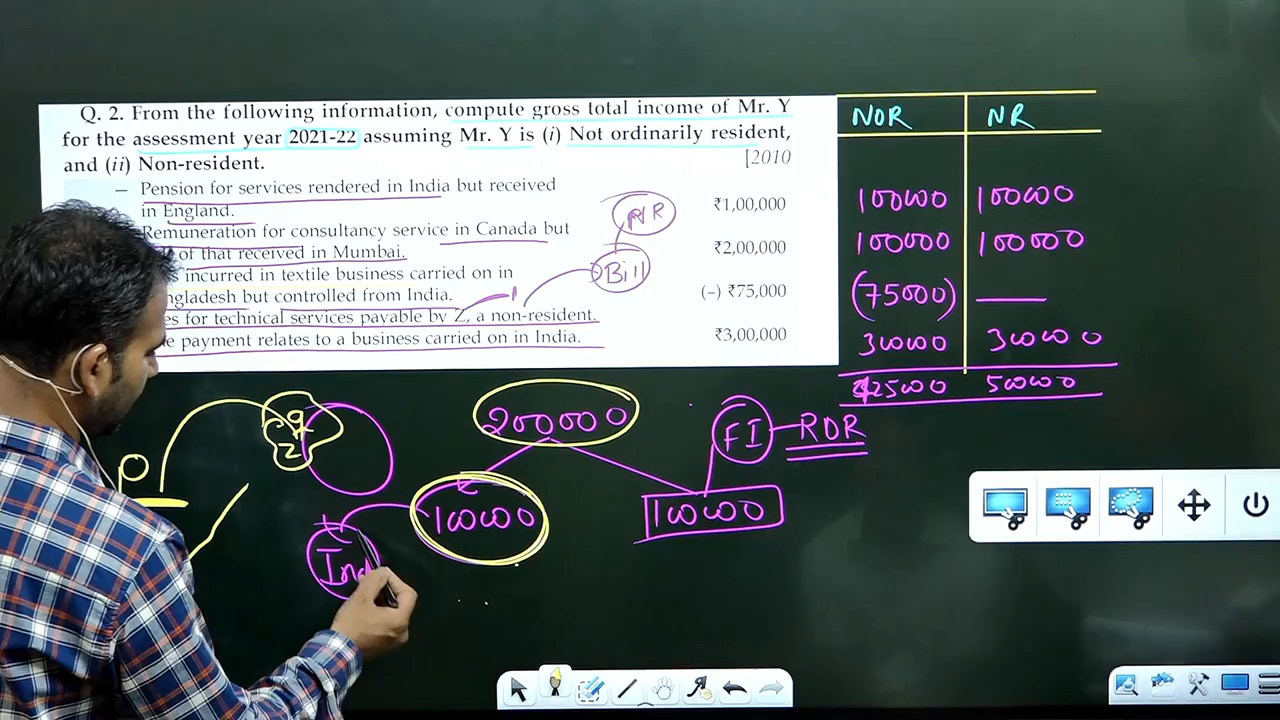 Q. 2. From the following information, compute gross total income of Mr. Y
for the assessment year 2021-22 assuming Mr. Y is (i) Not ordinarily resident,
and (ii) Non-resident. [2010
— Pension for services rendered in India but received
in England. ₹1,00,000
Remuneration for consultancy service in Canada but
of that received in Mumbai. ₹2,00,000
incurred in textile business carried on in
but controlled from India. (–) ₹75,000
for technical services payable by Z, a non-resident.
payment relates to a business carried on in India. ₹3,00,000
NR
Bill
NOR NR
100000 100000
100000 100000
(75000) —
300000 300000
425000 50000
200000
FI — ROR
100000 100000
P
Z
Ind